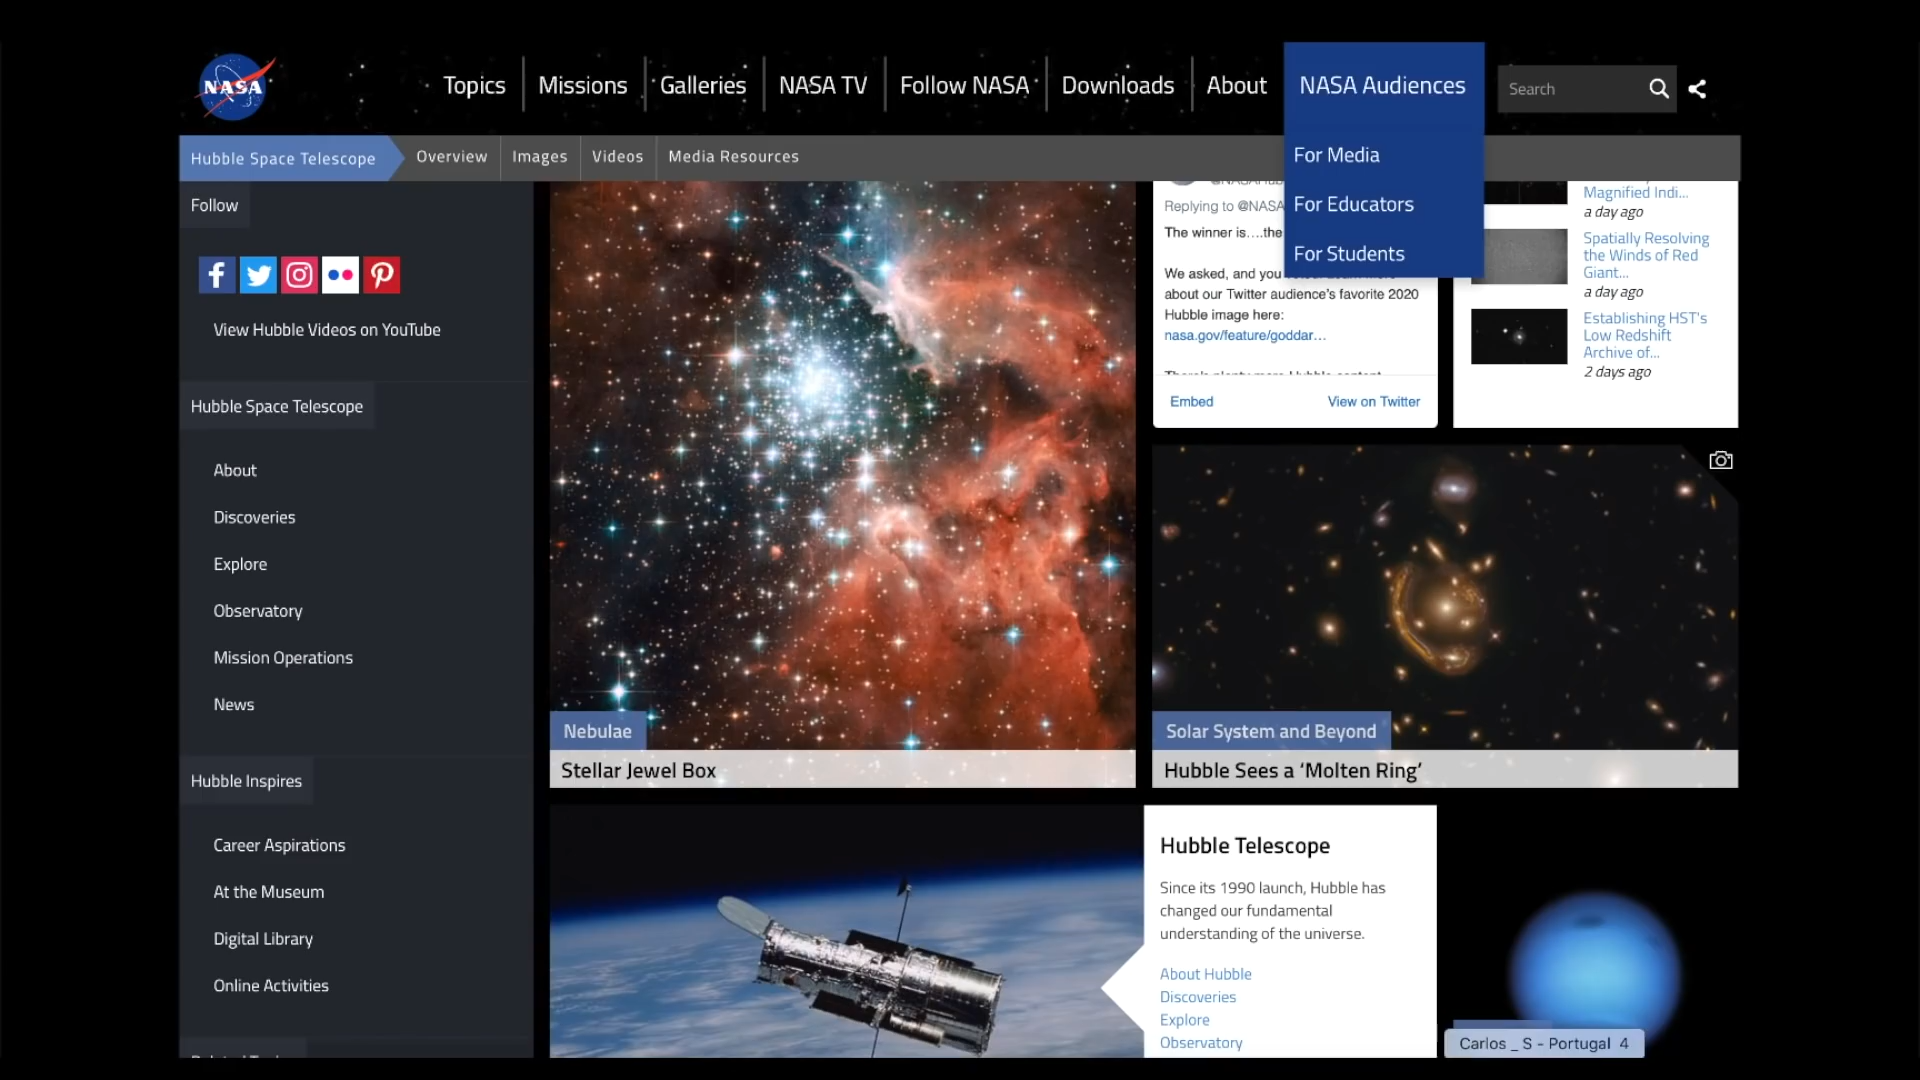 NASA
Topics
Missions
Galleries
NASA TV
Follow NASA
Downloads
About
NASA Audiences
Search
For Media
For Educators
For Students
Hubble Space Telescope
Overview
Images
Videos
Media Resources
Follow
View Hubble Videos on YouTube
Hubble Space Telescope
About
Discoveries
Explore
Observatory
Mission Operations
News
Hubble Inspires
Career Aspirations
At the Museum
Digital Library
Online Activities
Nebulae
Stellar Jewel Box
Replying to @NASA
The winner is....the
We asked, and you
about our Twitter audience's favorite 2020
Hubble image here:
nasa.gov/feature/goddar...
Embed
View on Twitter
Magnified Indi...
a day ago
Spatially Resolving
the Winds of Red
Giant...
a day ago
Establishing HST's
Low Redshift
Archive of...
2 days ago
Solar System and Beyond
Hubble Sees a ‘Molten Ring’
Hubble Telescope
Since its 1990 launch, Hubble has
changed our fundamental
understanding of the universe.
About Hubble
Discoveries
Explore
Observatory
Carlos _ S - Portugal 4